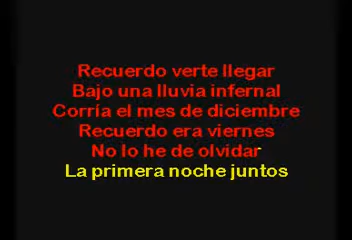 Recuerdo verte llegar
Bajo una lluvia infernal
Corría el mes de diciembre
Recuerdo era viernes
No lo he de olvidar
La primera noche juntos